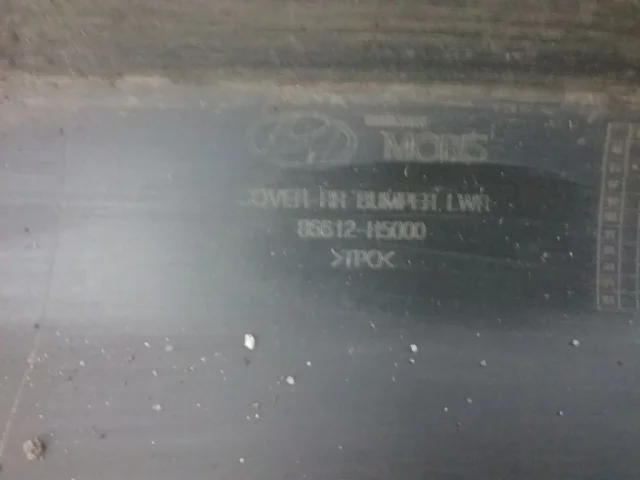 MOBIS
COVER RR BUMPER LWR
86612-H5000
>TPO<